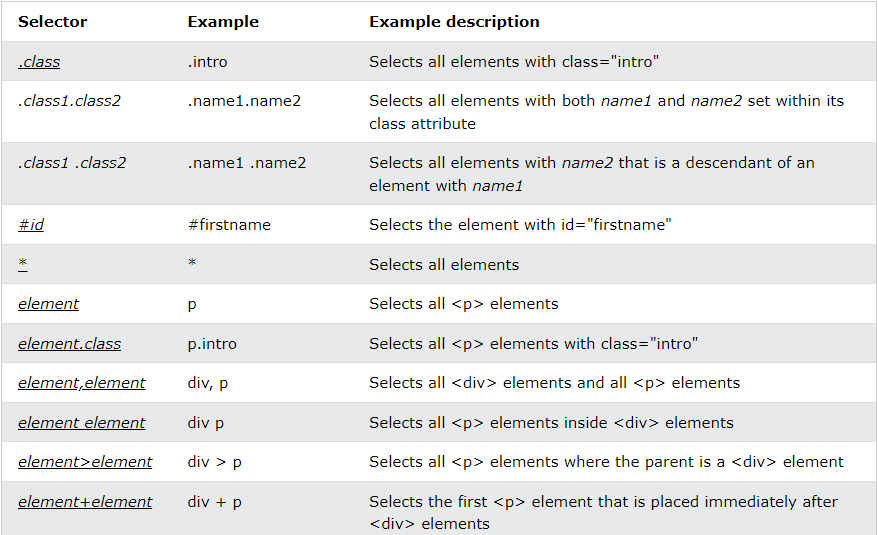 Selector Example Example description
.class .intro Selects all elements with class="intro"
.class1.class2 .name1.name2 Selects all elements with both name1 and name2 set within its
class attribute
.class1 .class2 .name1 .name2 Selects all elements with name2 that is a descendant of an
element with name1
#id #firstname Selects the element with id="firstname"
* * Selects all elements
element p Selects all <p> elements
element.class p.intro Selects all <p> elements with class="intro"
element,element div, p Selects all <div> elements and all <p> elements
element element div p Selects all <p> elements inside <div> elements
element>element div > p Selects all <p> elements where the parent is a <div> element
element+element div + p Selects the first <p> element that is placed immediately after
<div> elements